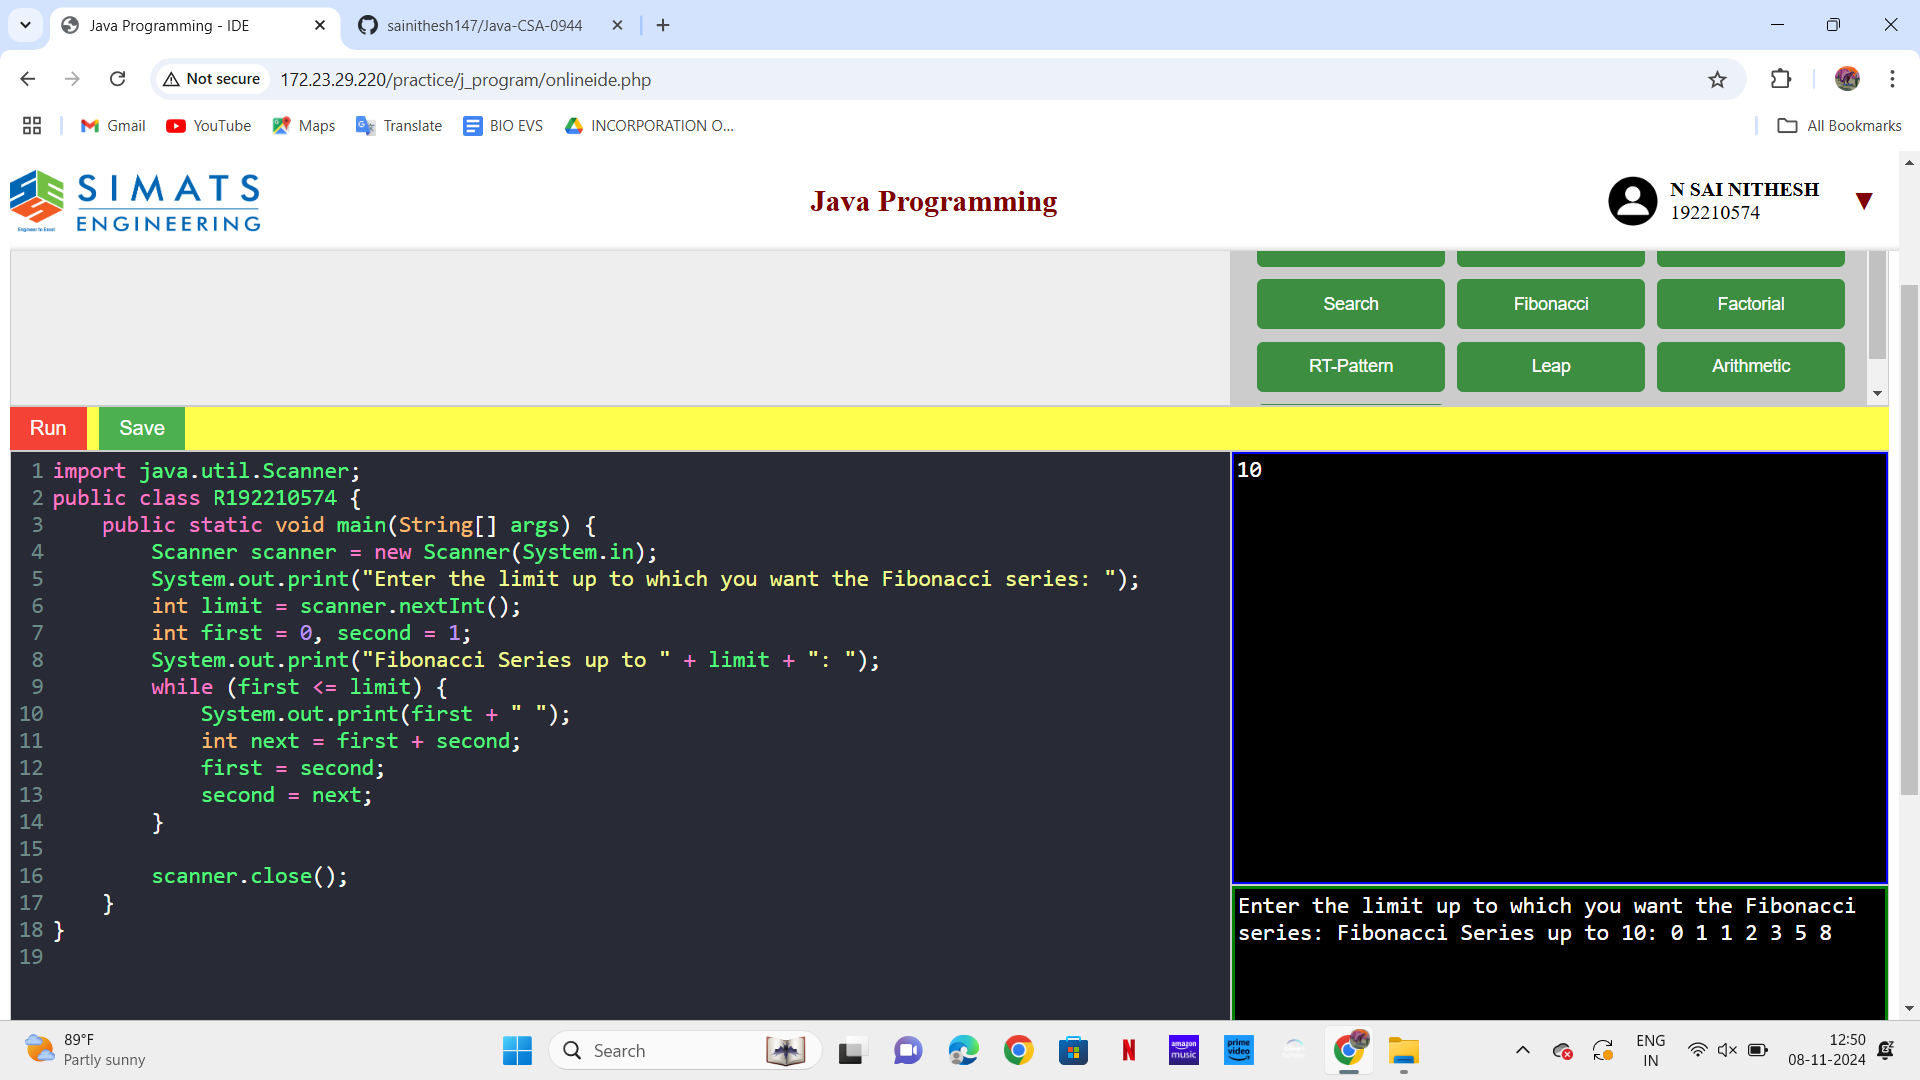 Java Programming - IDE
sainithesh147/Java-CSA-0944
Not secure
172.23.29.220/practice/j_program/onlineide.php
Gmail
YouTube
Maps
Translate
BIO EVS
INCORPORATION O...
All Bookmarks
SIMATS
ENGINEERING
Engineer to Excel
Java Programming
N SAI NITHESH
192210574
Search
Fibonacci
Factorial
RT-Pattern
Leap
Arithmetic
Run
Save
1 import java.util.Scanner;
2 public class R192210574 {
3     public static void main(String[] args) {
4         Scanner scanner = new Scanner(System.in);
5         System.out.print("Enter the limit up to which you want the Fibonacci series: ");
6         int limit = scanner.nextInt();
7         int first = 0, second = 1;
8         System.out.print("Fibonacci Series up to " + limit + ": ");
9         while (first <= limit) {
10             System.out.print(first + " ");
11             int next = first + second;
12             first = second;
13             second = next;
14         }
15
16         scanner.close();
17     }
18 }
19
10
Enter the limit up to which you want the Fibonacci
series: Fibonacci Series up to 10: 0 1 1 2 3 5 8
89°F
Partly sunny
Search
amazon
music
prime
video
ENG
IN
12:50
08-11-2024